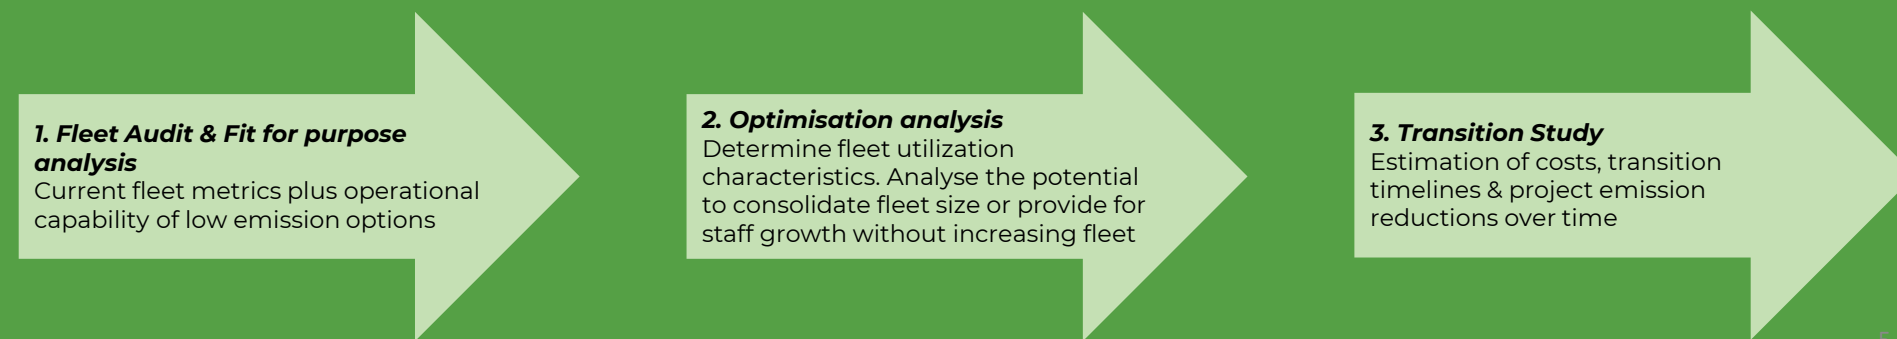 1. Fleet Audit & Fit for purpose
analysis
Current fleet metrics plus operational
capability of low emission options
2. Optimisation analysis
Determine fleet utilization
characteristics. Analyse the potential
to consolidate fleet size or provide for
staff growth without increasing fleet
3. Transition Study
Estimation of costs, transition
timelines & project emission
reductions over time